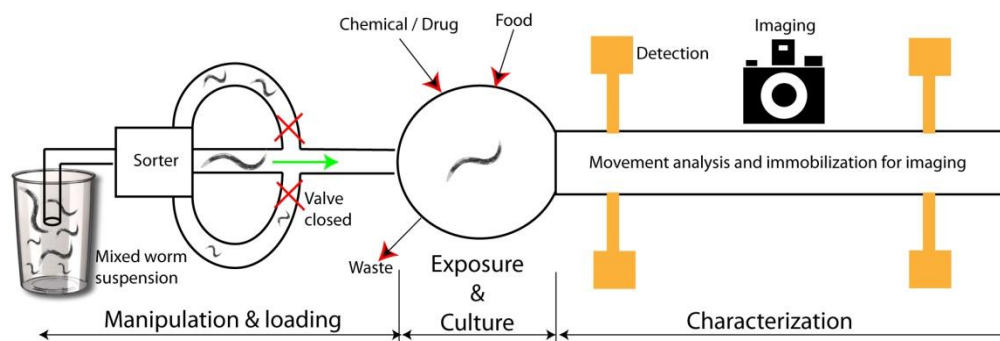 Chemical / Drug
Food
Imaging
Detection
Sorter
Movement analysis and immobilization for imaging
Valve
closed
Mixed worm
suspension
Waste
Exposure
&
Culture
Manipulation & loading
Characterization